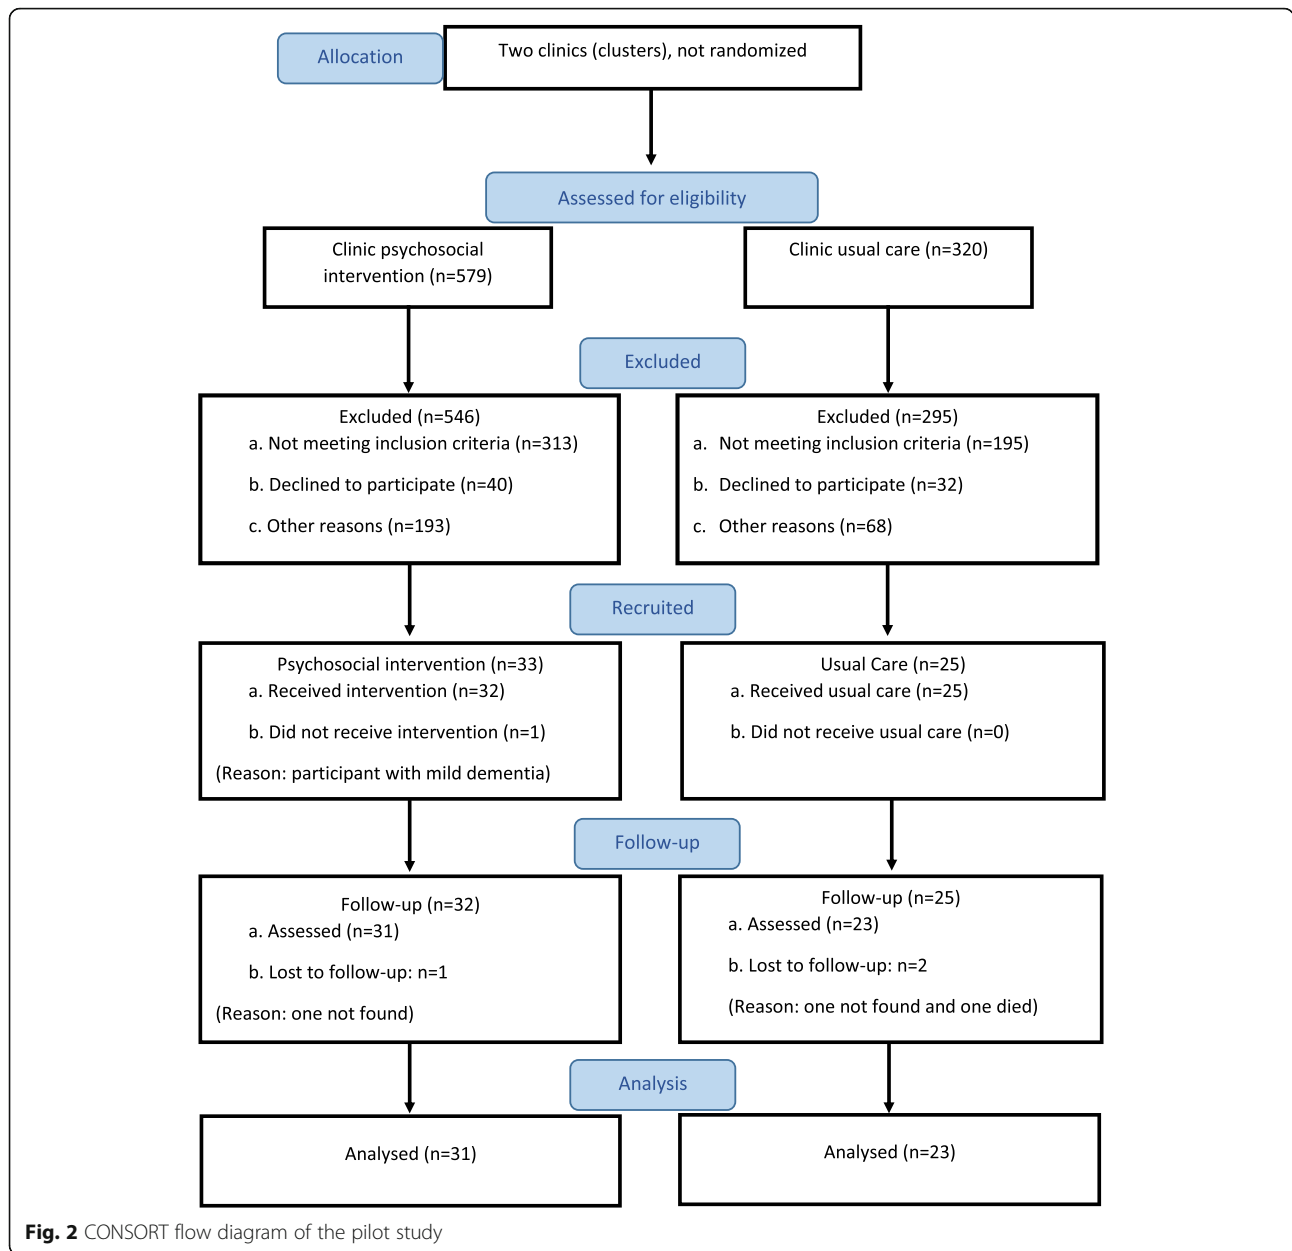 Allocation
Two clinics (clusters), not randomized
Assessed for eligibility
Clinic psychosocial
intervention (n=579)
Clinic usual care (n=320)
Excluded
Excluded (n=546)
a. Not meeting inclusion criteria (n=313)
b. Declined to participate (n=40)
c. Other reasons (n=193)
Excluded (n=295)
a. Not meeting inclusion criteria (n=195)
b. Declined to participate (n=32)
c. Other reasons (n=68)
Recruited
Psychosocial intervention (n=33)
a. Received intervention (n=32)
b. Did not receive intervention (n=1)
(Reason: participant with mild dementia)
Usual Care (n=25)
a. Received usual care (n=25)
b. Did not receive usual care (n=0)
Follow-up
Follow-up (n=32)
a. Assessed (n=31)
b. Lost to follow-up: n=1
(Reason: one not found)
Follow-up (n=25)
a. Assessed (n=23)
b. Lost to follow-up: n=2
(Reason: one not found and one died)
Analysis
Analysed (n=31)
Analysed (n=23)
Fig. 2 CONSORT flow diagram of the pilot study